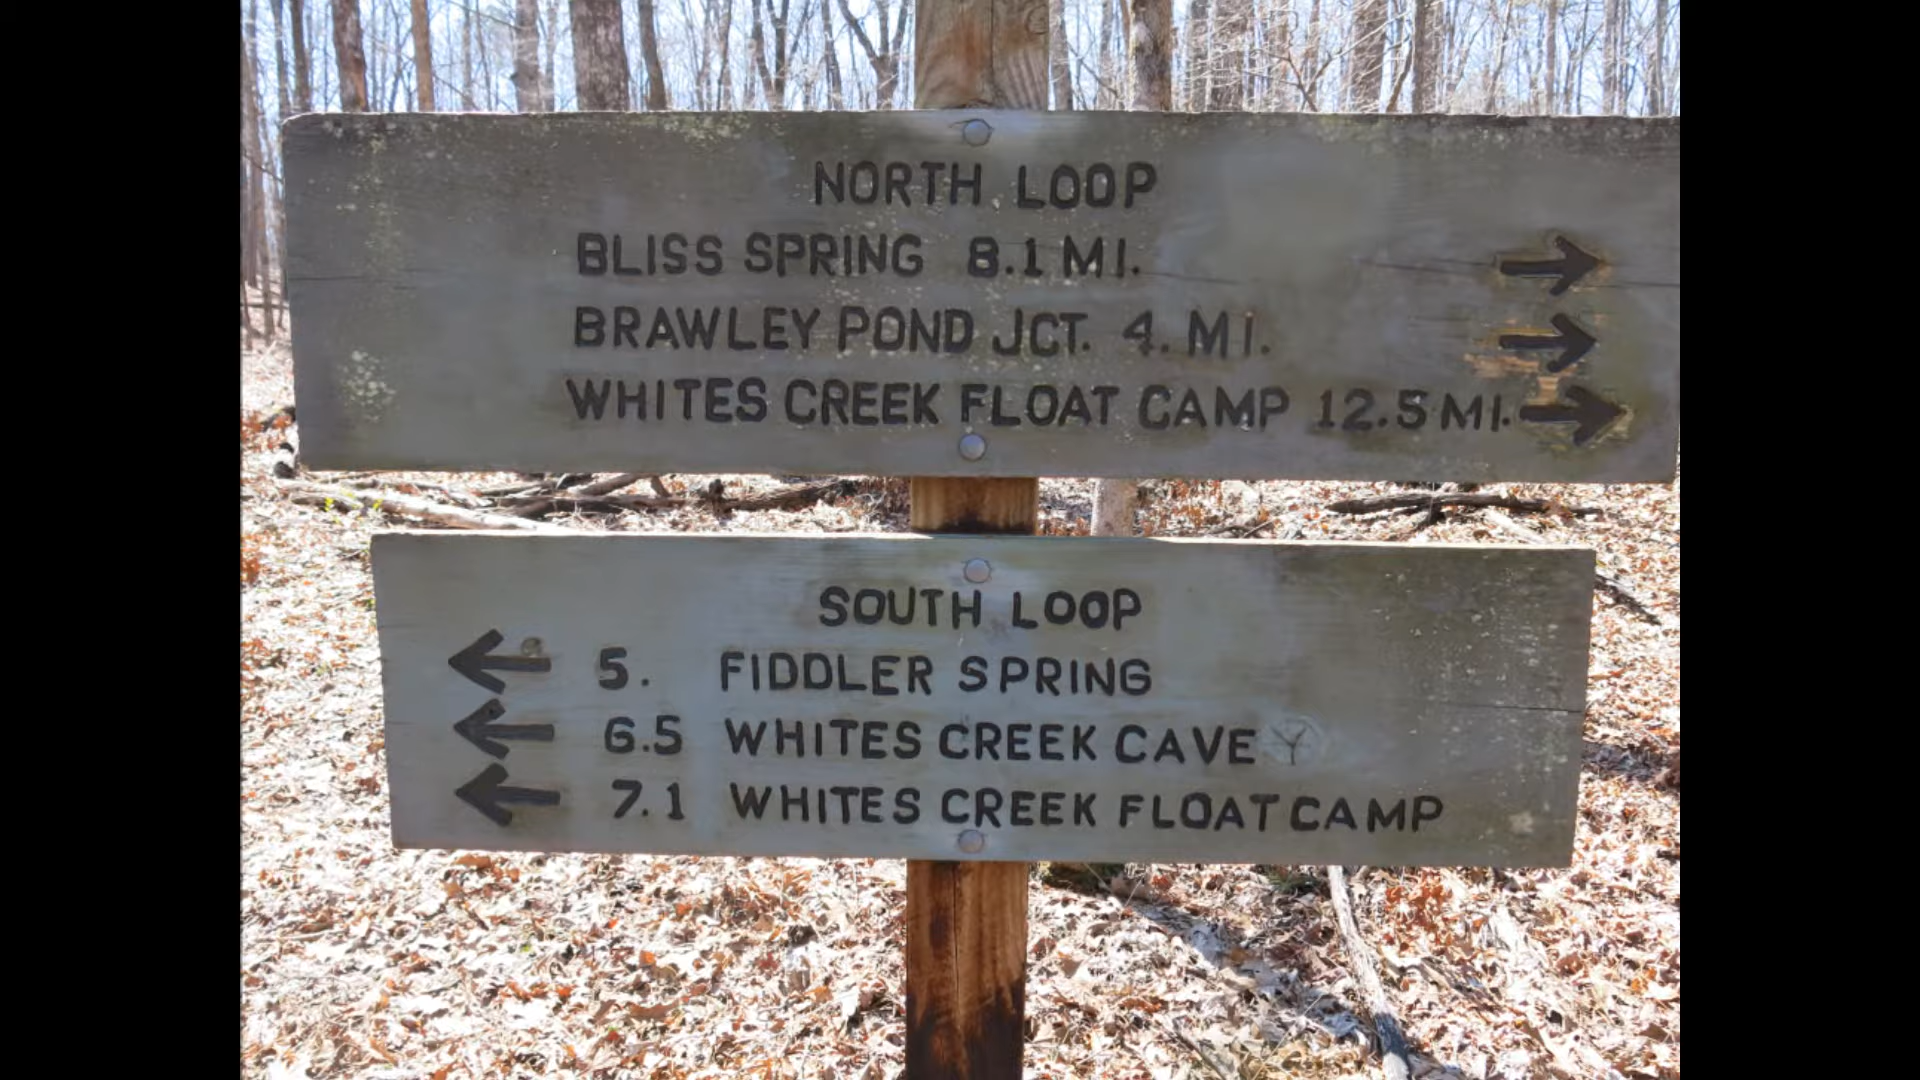 NORTH LOOP
BLISS SPRING 8.1 MI.
BRAWLEY POND JCT. 4. MI.
WHITES CREEK FLOAT CAMP 12.5 MI.
SOUTH LOOP
5. FIDDLER SPRING
6.5 WHITES CREEK CAVE
7.1 WHITES CREEK FLOAT CAMP